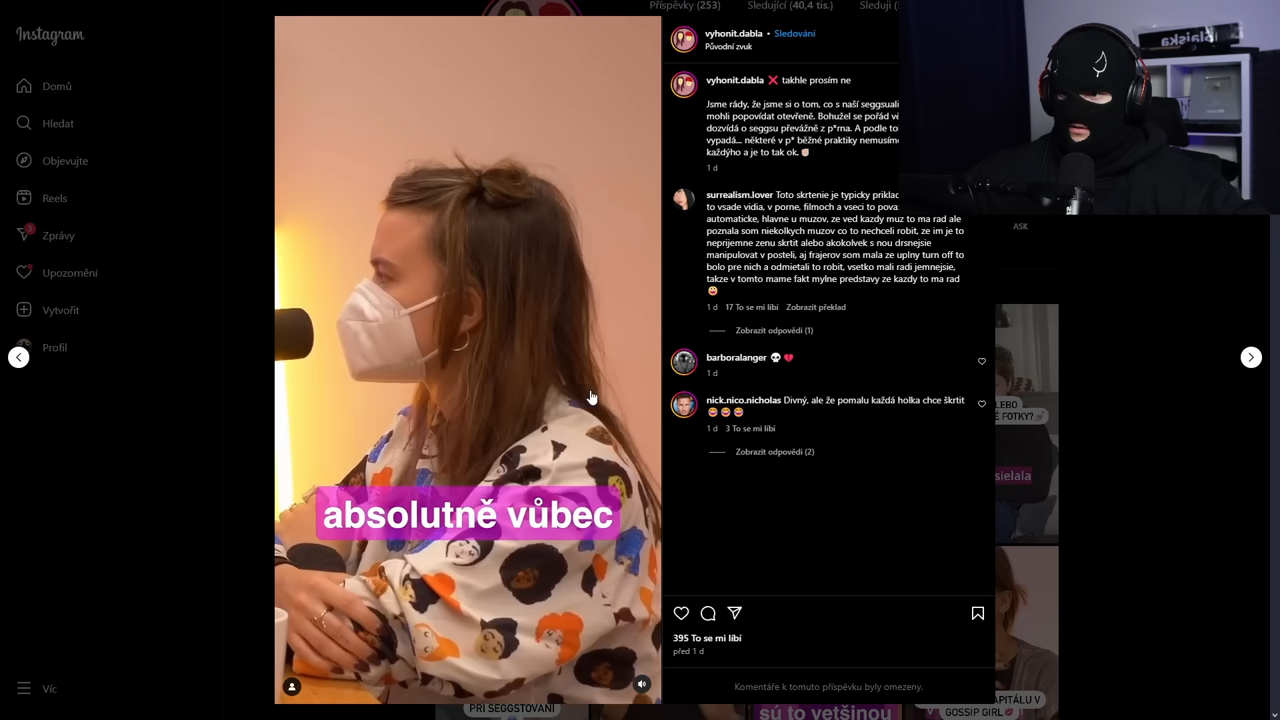 Příspěvky (253)
Sledující (40,4 tis.)
Sleduji (
Instagram
Domů
Hledat
Objevujte
Reels
3
Zprávy
Upozornění
Vytvořit
Profil
Víc
vyhonit.dabla • Sledování
Původní zvuk
vyhonit.dabla ❌ takhle prosím ne
Jsme rády, že jsme si o tom, co s naší seggsuali
mohli popovídat otevřeně. Bohužel se pořád vě
dozvídá o seggsu převážně z p*rna. A podle to
vypadá... některé v p* běžné praktiky nemusím
každýho a je to tak ok.
1 d
surrealism.lover Toto skrtenie je typicky priklad
to vsade vidia, v porne, filmoch a vseci to pova
automaticke, hlavne u muzov, ze ved kazdy muz to ma rad ale
poznala som niekolkych muzov co to nechceli robit, ze im je to
neprijemne zenu skrtit alebo akokolvek s nou drsnejsie
manipulovat v posteli, aj frajerov som mala ze uplny turn off to
bolo pre nich a odmietali to robit, vsetko mali radi jemnejsie,
takze v tomto mame fakt mylne predstavy ze kazdy to ma rad
😅
1 d 17 To se mi líbí Zobrazit překlad
Zobrazit odpovědi (1)
barboralanger 💀 💔
1 d
nick.nico.nicholas Divný, ale že pomalu každá holka chce škrtit
😂 😂 😂
1 d 3 To se mi líbí
Zobrazit odpovědi (2)
395 To se mi líbí
před 1 d
Komentáře k tomuto příspěvku byly omezeny.
absolutně vůbec
ASK
LEBO
É FOTKY?
sielala
APITÁLU V
GOSSIP GIRL
PRI SEGGSTOVANÍ
sú to vetšinou